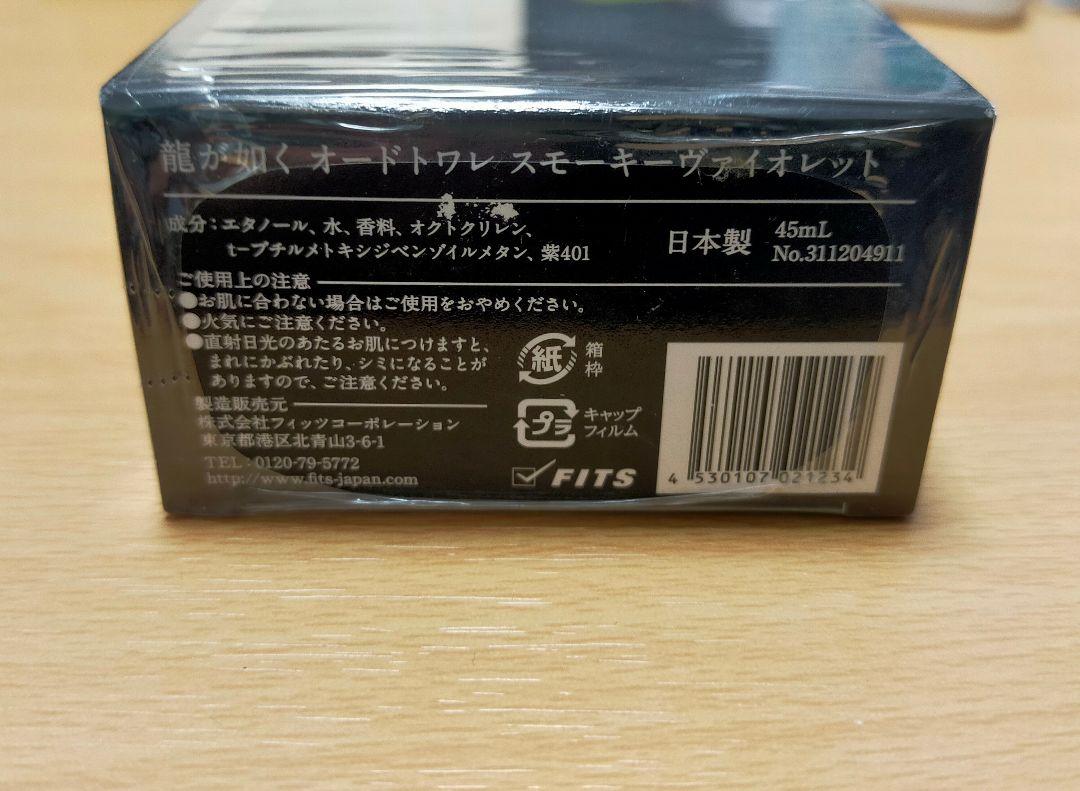 龍が如く オードトワレ スモーキーヴァイオレット
成分：エタノール、水、香料、オクトクリレン、
t-ブチルメトキシジベンゾイルメタン、紫401
日本製
45mL
No.311204911
ご使用上の注意
●お肌に合わない場合はご使用をおやめください。
●火気にご注意ください。
●直射日光のあたるお肌につけますと、
まれにかぶれたり、シミになることが
ありますので、ご注意ください。
紙
箱
枠
製造販売元
株式会社フィッツコーポレーション
東京都港区北青山3-6-1
TEL：0120-79-5772
http://www.fits-japan.com
プラ
キャップ
フィルム
FITS
4 530107 021234